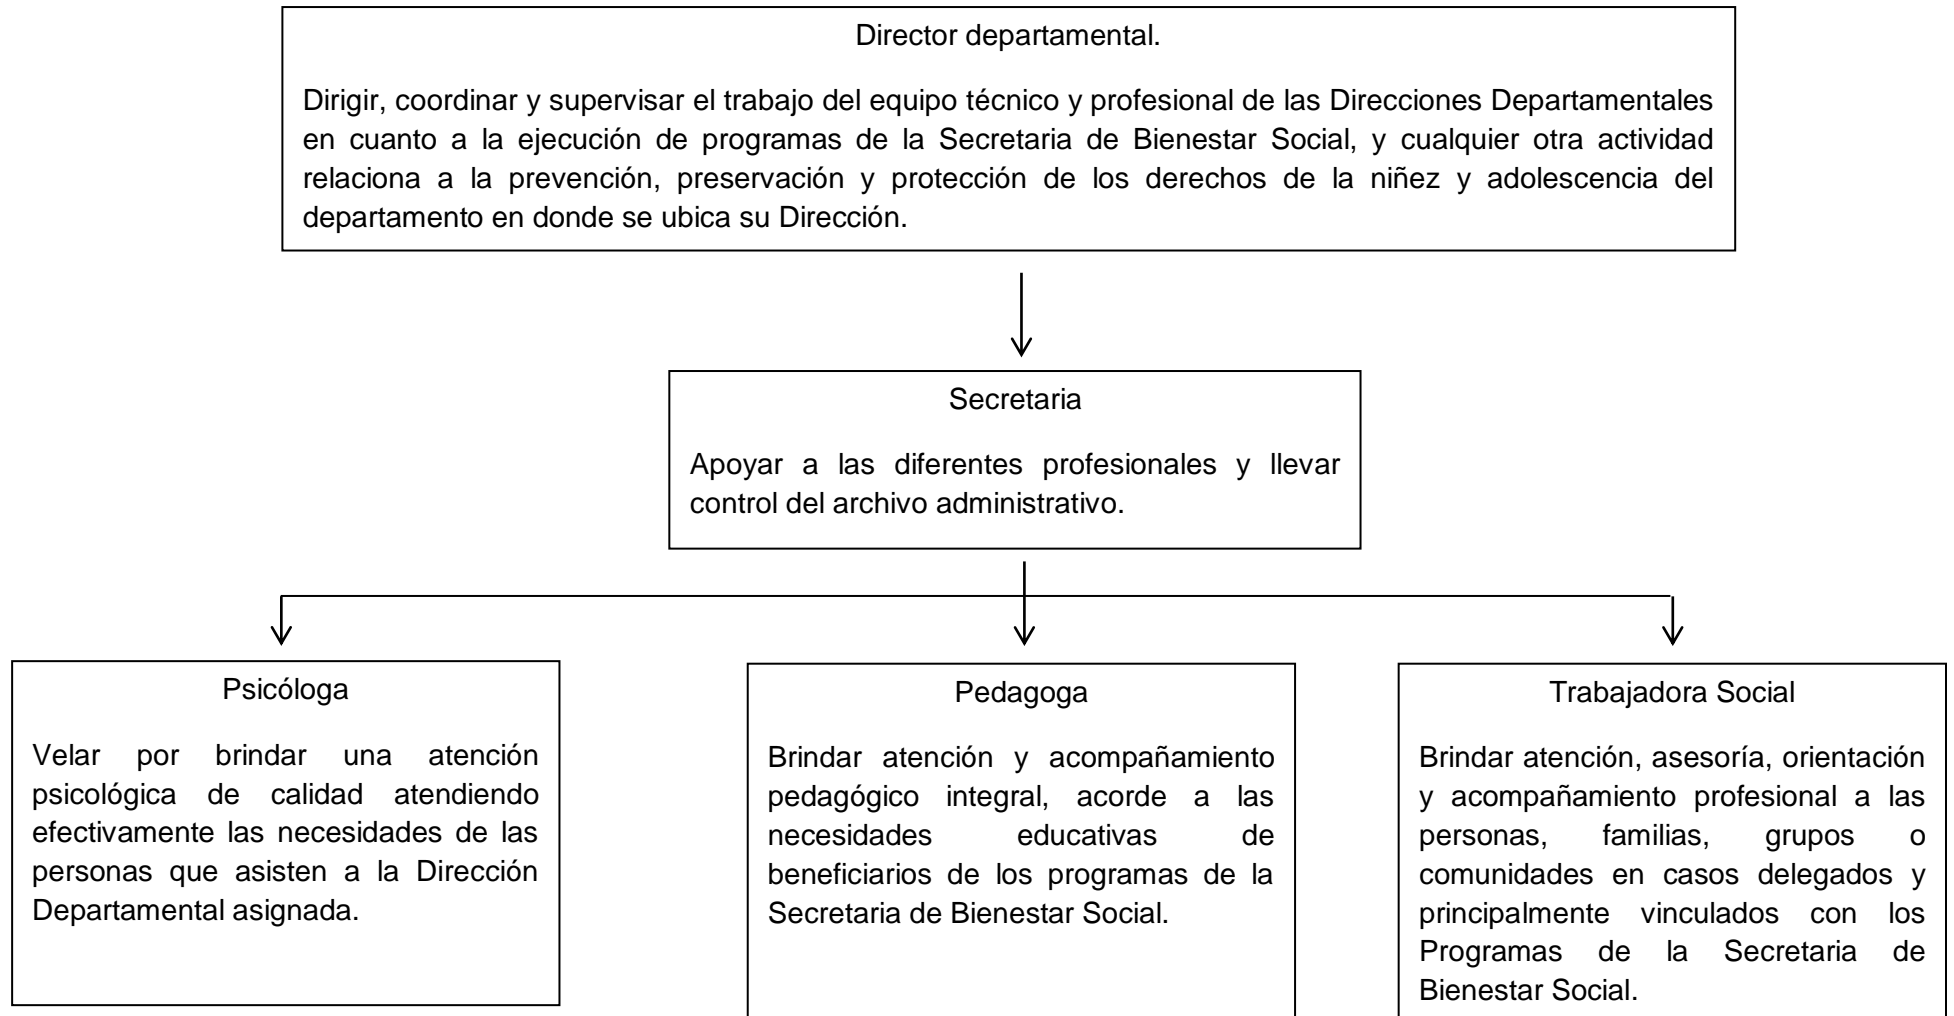 Director departamental.
Dirigir, coordinar y supervisar el trabajo del equipo técnico y profesional de las Direcciones Departamentales
en cuanto a la ejecución de programas de la Secretaria de Bienestar Social, y cualquier otra actividad
relaciona a la prevención, preservación y protección de los derechos de la niñez y adolescencia del
departamento en donde se ubica su Dirección.
Secretaria
Apoyar a las diferentes profesionales y llevar
control del archivo administrativo.
Psicóloga
Velar por brindar una atención
psicológica de calidad atendiendo
efectivamente las necesidades de las
personas que asisten a la Dirección
Departamental asignada.
Pedagoga
Brindar atención y acompañamiento
pedagógico integral, acorde a las
necesidades educativas de
beneficiarios de los programas de la
Secretaria de Bienestar Social.
Trabajadora Social
Brindar atención, asesoría, orientación
y acompañamiento profesional a las
personas, familias, grupos o
comunidades en casos delegados y
principalmente vinculados con los
Programas de la Secretaria de
Bienestar Social.